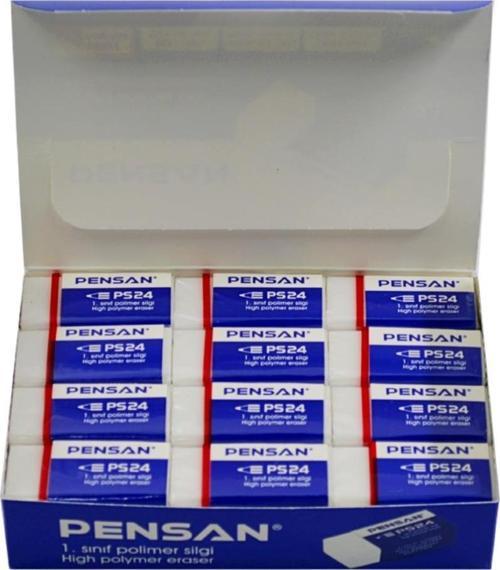 PENSAN® PENSAN® PENSAN®
PS24 PS24 PS24
1. sınıf polimer silgi 1. sınıf polimer silgi 1. sınıf polimer silgi
High polymer eraser High polymer eraser High polymer eraser
PENSAN® PENSAN® PENSAN®
PS24 PS24 PS24
1. sınıf polimer silgi 1. sınıf polimer silgi 1. sınıf polimer silgi
High polymer eraser High polymer eraser High polymer eraser
PENSAN® PENSAN® PENSAN®
PS24 PS24 PS24
1. sınıf polimer silgi 1. sınıf polimer silgi 1. sınıf polimer silgi
High polymer eraser High polymer eraser High polymer eraser
PENSAN® PENSAN® PENSAN®
PS24 PS24 PS24
1. sınıf polimer silgi 1. sınıf polimer silgi 1. sınıf polimer silgi
High polymer eraser High polymer eraser High polymer eraser
PENSAN®
1. sınıf polimer silgi
High polymer eraser
PENSAN
PS24